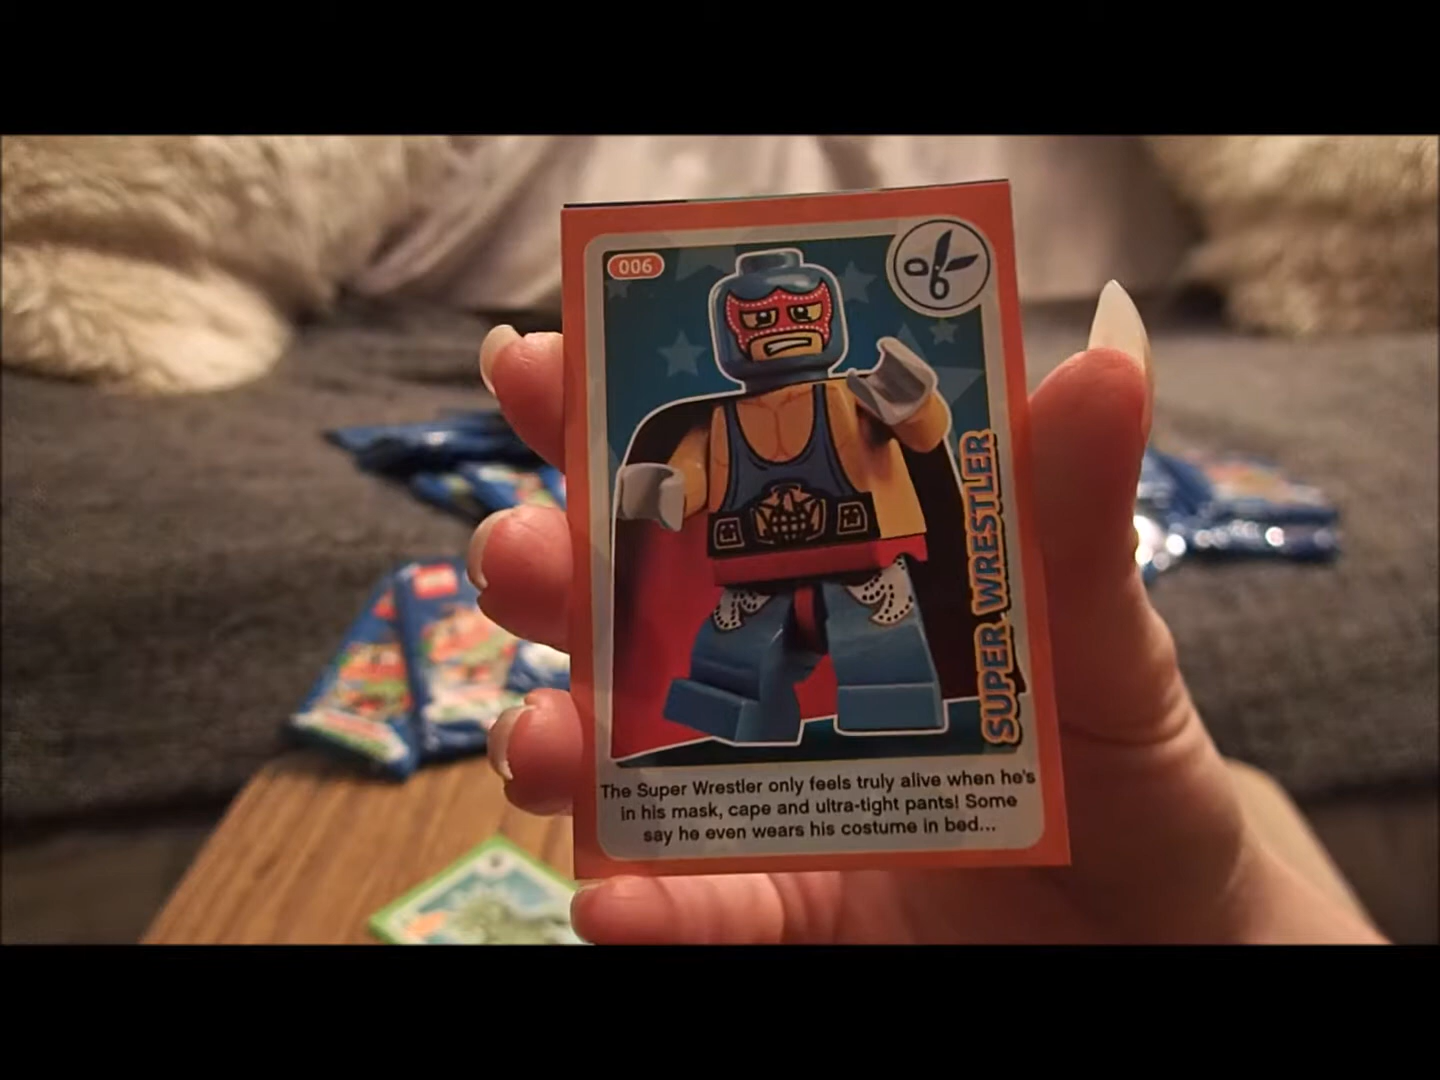 006
SUPER WRESTLER
The Super Wrestler only feels truly alive when he's
in his mask, cape and ultra-tight pants! Some
say he even wears his costume in bed...